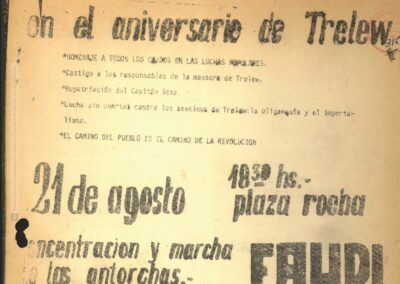 en el aniversario de Trelew
315
*HOMENAJE A TODOS LOS CAIDOS EN LAS LUCHAS POPULARES.
*Castigo a los responsables de la masacre de Trelew.
*Repatriación del Capitán Sosa.
*Lucha sin cuartel contra los asesinos de Trelew:la oligarquía y el imperia-
lismo.
*EL CAMINO DEL PUEBLO ES EL CAMINO DE LA REVOLUCION
21 de agosto
18,30 hs.-
plaza rocha
concentracion y marcha
las antorchas.-